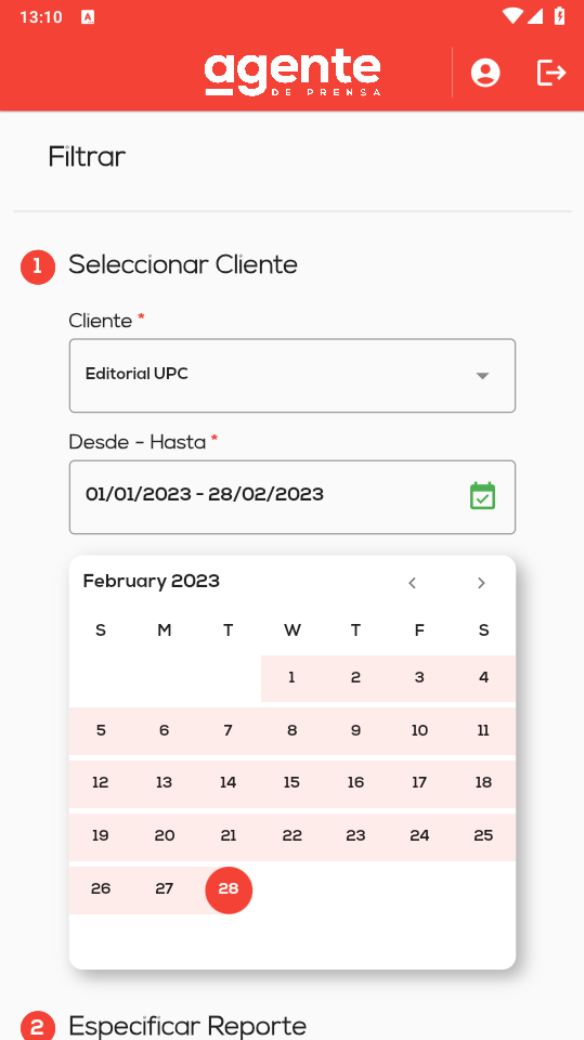 13:10
agente
DE PRENSA
Filtrar
1 Seleccionar Cliente
Cliente *
Editorial UPC
Desde - Hasta *
01/01/2023 - 28/02/2023
February 2023
S M T W T F S
1 2 3 4
5 6 7 8 9 10 11
12 13 14 15 16 17 18
19 20 21 22 23 24 25
26 27 28
2 Especificar Reporte